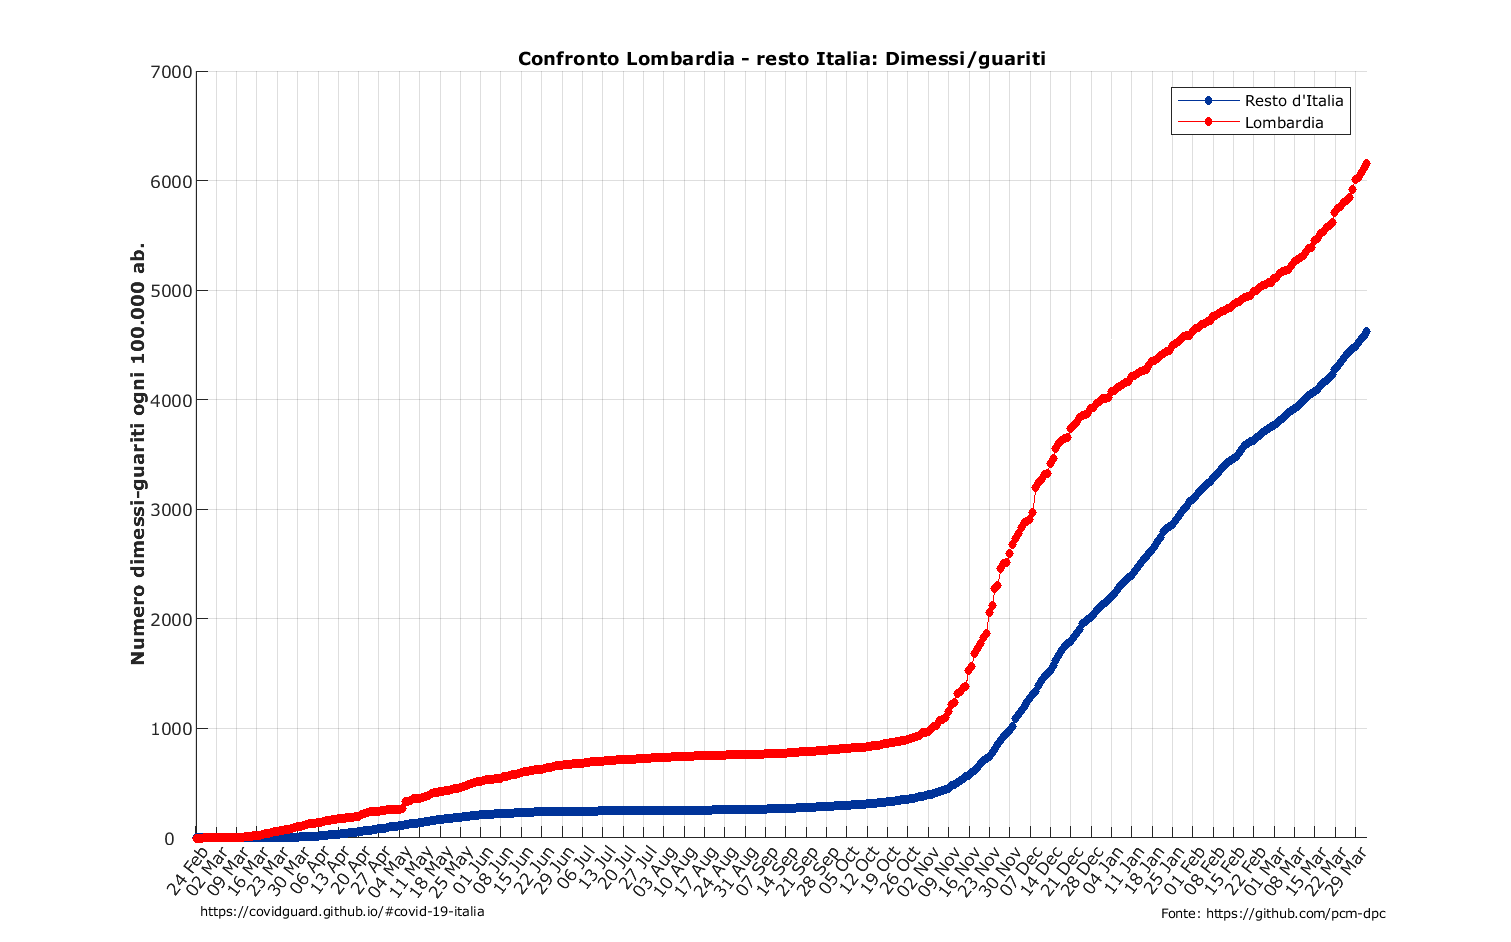 Confronto Lombardia - resto Italia: Dimessi/guariti
Resto d'Italia
Lombardia
Numero dimessi-guariti ogni 100.000 ab.
7000
6000
5000
4000
3000
2000
1000
0
24 Feb
02 Mar
09 Mar
16 Mar
23 Mar
30 Mar
06 Apr
13 Apr
20 Apr
27 Apr
04 May
11 May
18 May
25 May
01 Jun
08 Jun
15 Jun
22 Jun
29 Jun
06 Jul
13 Jul
20 Jul
27 Jul
03 Aug
10 Aug
17 Aug
24 Aug
31 Aug
07 Sep
14 Sep
21 Sep
28 Sep
05 Oct
12 Oct
19 Oct
26 Oct
02 Nov
09 Nov
16 Nov
23 Nov
30 Nov
07 Dec
14 Dec
21 Dec
28 Dec
04 Jan
11 Jan
18 Jan
25 Jan
01 Feb
08 Feb
15 Feb
22 Feb
01 Mar
08 Mar
15 Mar
22 Mar
29 Mar
https://covidguard.github.io/#covid-19-italia
Fonte: https://github.com/pcm-dpc